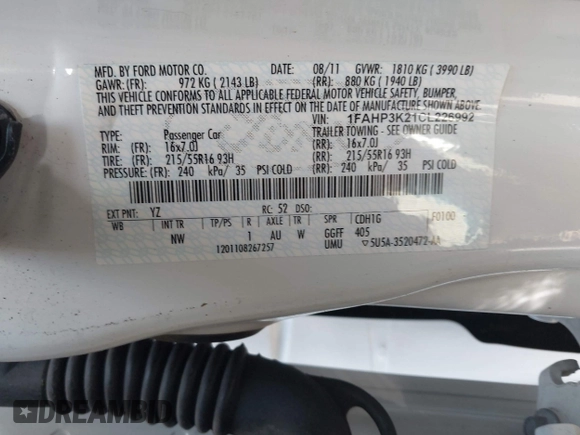 MFD. BY FORD MOTOR CO. DATE: 08/11 GVWR: 1810 KG ( 3990 LB)
GAWR: (FR): 972 KG ( 2143 LB) (RR): 880 KG ( 1940 LB)
THIS VEHICLE CONFORMS TO ALL APPLICABLE FEDERAL MOTOR VEHICLE SAFETY, BUMPER,
AND THEFT PREVENTION STANDARDS IN EFFECT ON THE DATE OF MANUFACTURE SHOWN ABOVE.
VIN: 1FAHP3K21CL226992
TYPE: Passenger Car TRAILER TOWING - SEE OWNER GUIDE
RIM: (FR): 16x7.0J (RR): 16x7.0J
TIRE: (FR): 215/55R16 93H (RR): 215/55R16 93H
PRESSURE: (FR): 240 kPa/ 35 PSI COLD (RR): 240 kPa/ 35 PSI COLD
EXT PNT: YZ RC: 52 DSO: F0100
WB INT TR TP/PS R AXLE TR SPR CDH1G
NW 1 AU W GGFF 405
1201108267257 UMU ▽5U5A-3520472-AA
DREAMBID